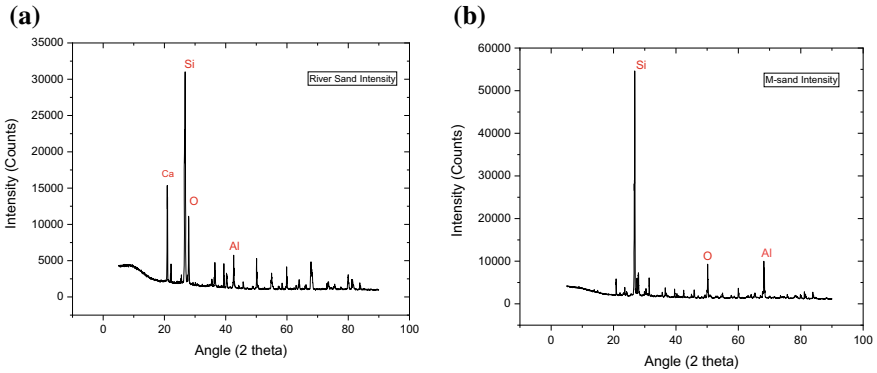 (a)
35000
30000
25000
20000
15000
10000
5000
0
Intensity (Counts)
Si
Ca
O
Al
River Sand Intensity
0 20 40 60 80 100
Angle (2 theta)
(b)
60000
50000
40000
30000
20000
10000
0
Intensity (Counts)
Si
O
Al
M-sand Intensity
0 20 40 60 80 100
Angle (2 theta)